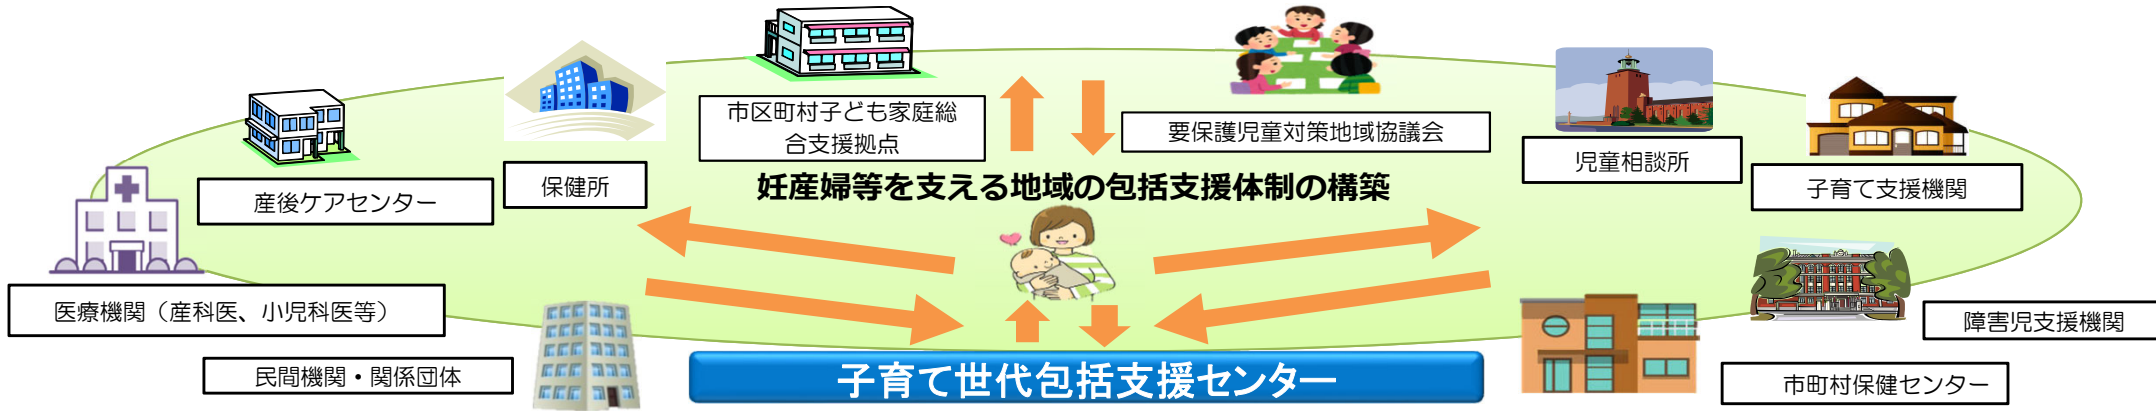 市区町村子ども家庭総
合支援拠点
要保護児童対策地域協議会
児童相談所
子育て支援機関
保健所
産後ケアセンター
妊産婦等を支える地域の包括支援体制の構築
医療機関（産科医、小児科医等）
障害児支援機関
民間機関・関係団体
子育て世代包括支援センター
市町村保健センター